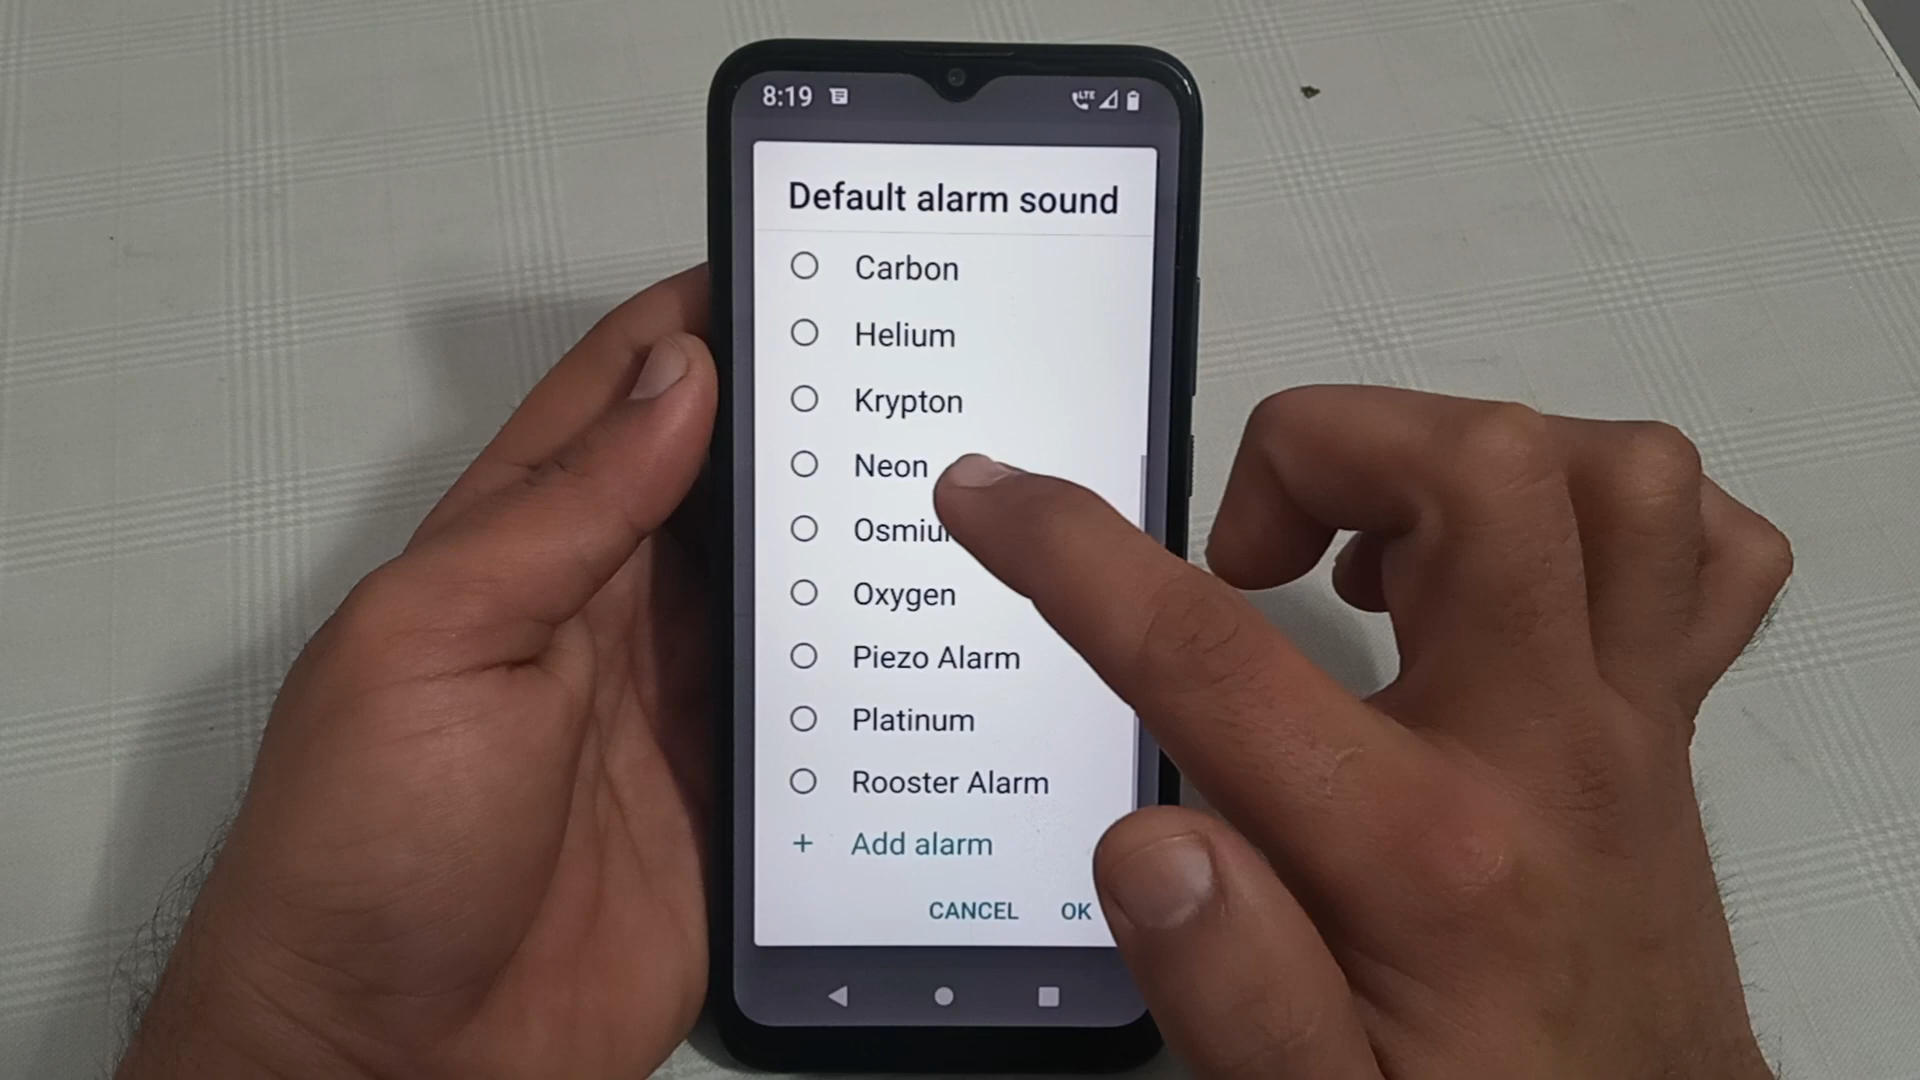 8:19
LTE
Default alarm sound
Carbon
Helium
Krypton
Neon
Oxygen
Piezo Alarm
Platinum
Rooster Alarm
+ Add alarm
CANCEL OK